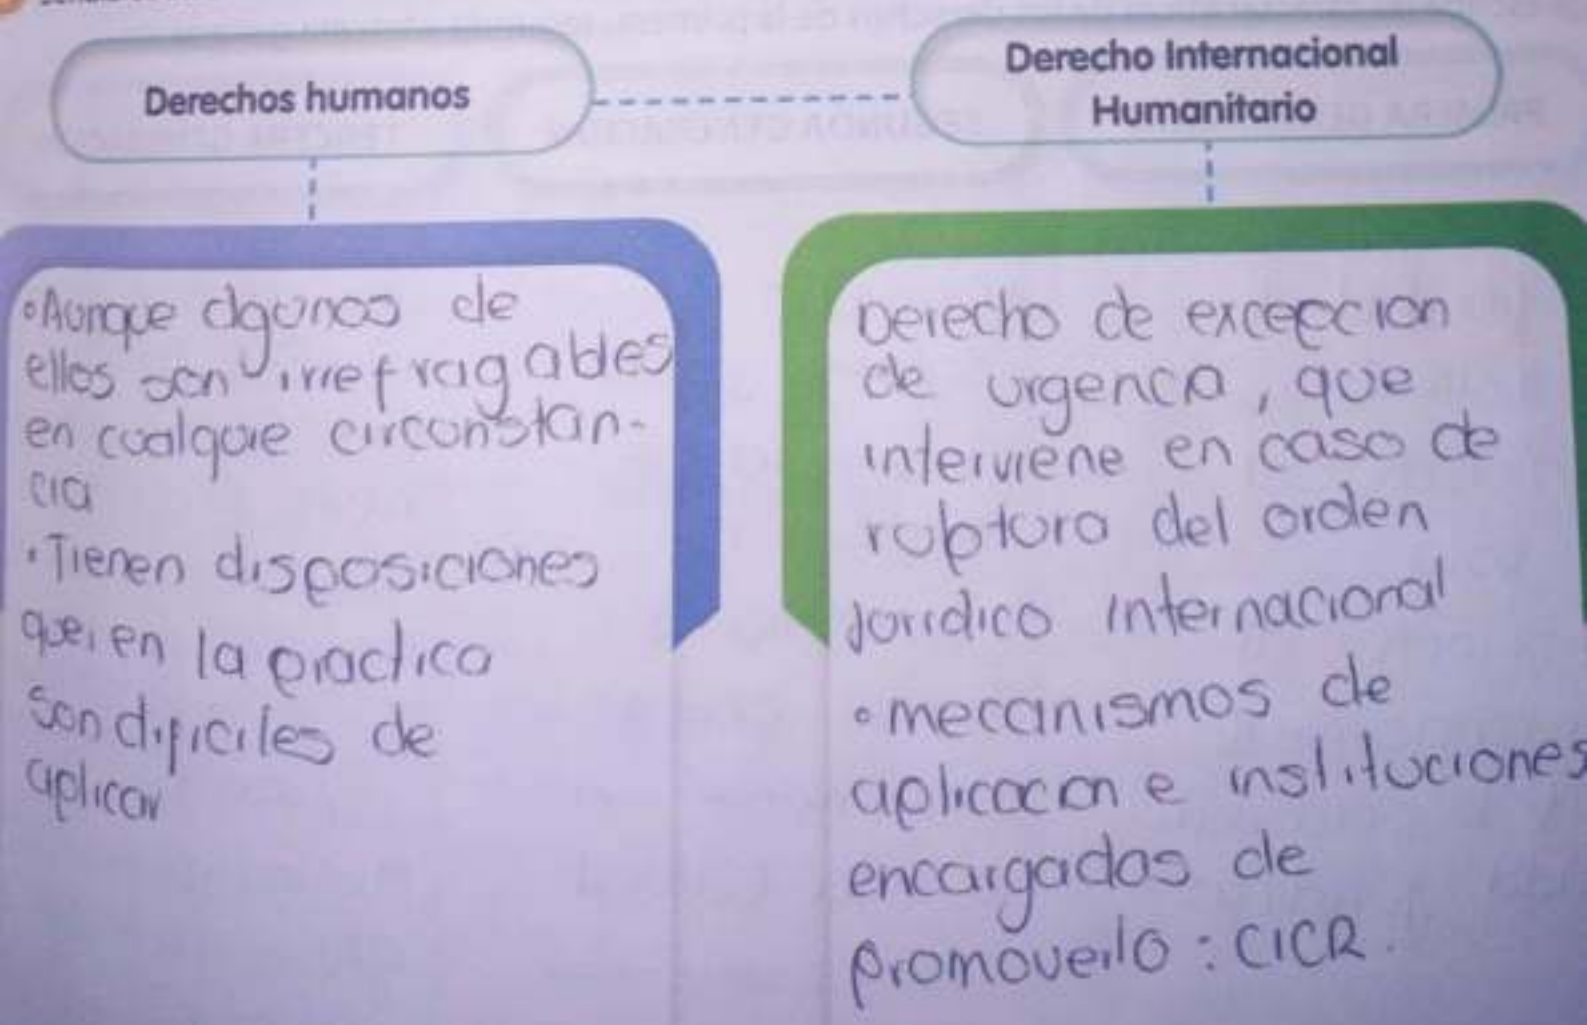 Derechos humanos
Derecho Internacional
Humanitario
•Aunque algunos de
ellos son irrefragables
en cualquie circunstan-
cia
•Tienen disposiciones
que, en la practica
son dificiles de
aplicar
Derecho de excepcion
de urgencia, que
interviene en caso de
ruptura del orden
Juridico internacional
•mecanismos de
aplicacion e instituciones
encargados de
promoverlo: CICR.